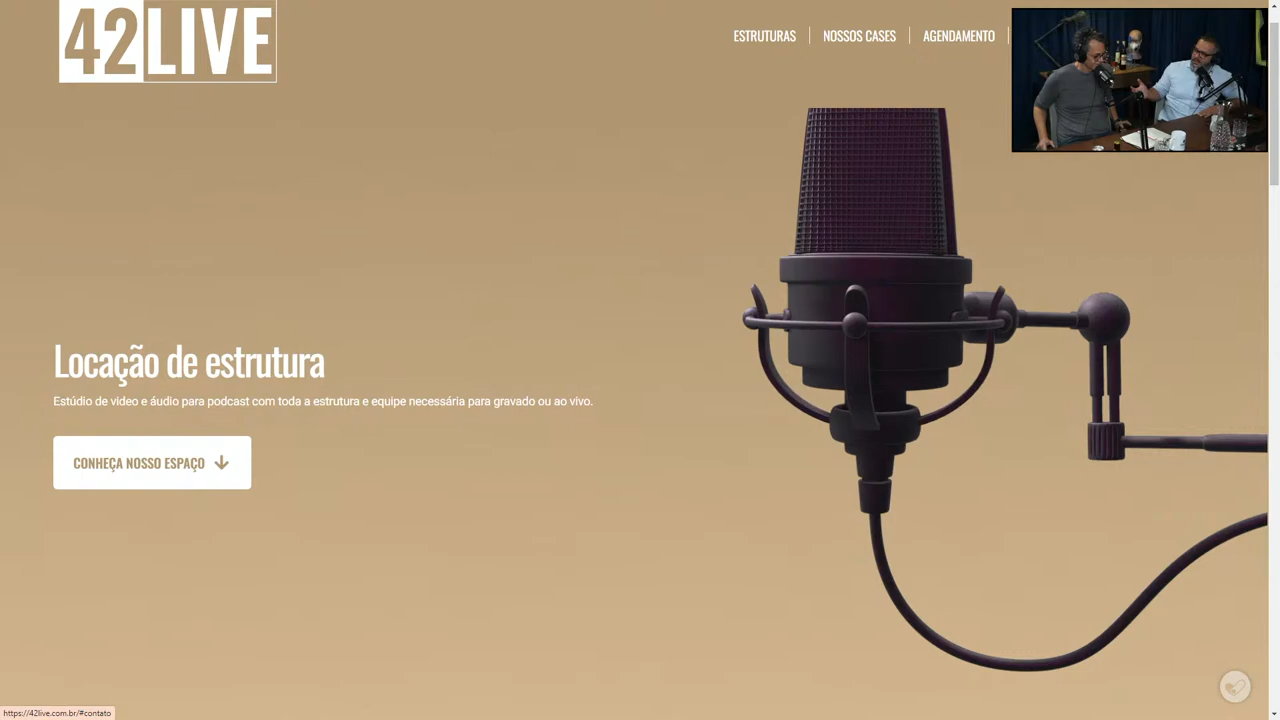 42LIVE
ESTRUTURAS
NOSSOS CASES
AGENDAMENTO
Locação de estrutura
Estúdio de video e áudio para podcast com toda a estrutura e equipe necessária para gravado ou ao vivo.
CONHEÇA NOSSO ESPAÇO
https://42live.com.br/#contato